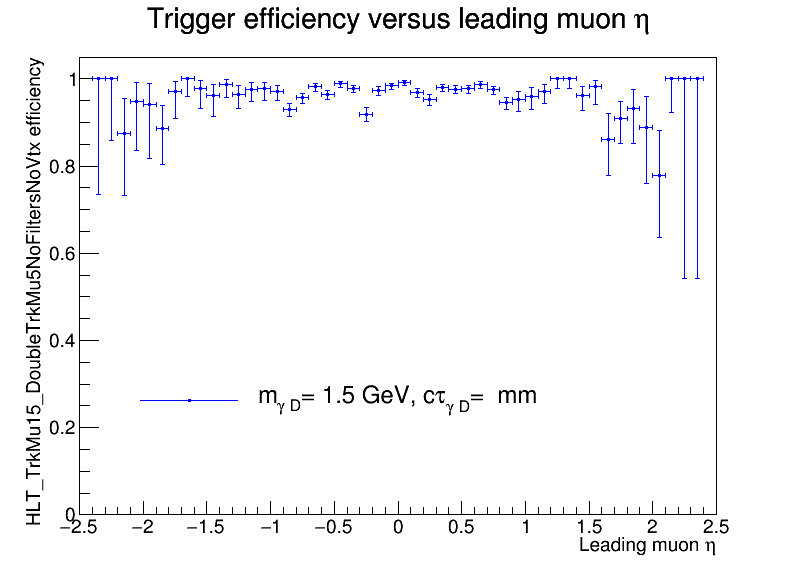 Trigger efficiency versus leading muon η
HLT_TrkMu15_DoubleTrkMu5NoFiltersNoVtx efficiency
1
0.8
0.6
0.4
0.2
0
mγ D= 1.5 GeV, cτγ D= mm
−2.5 −2 −1.5 −1 −0.5 0 0.5 1 1.5 2 2.5
Leading muon η